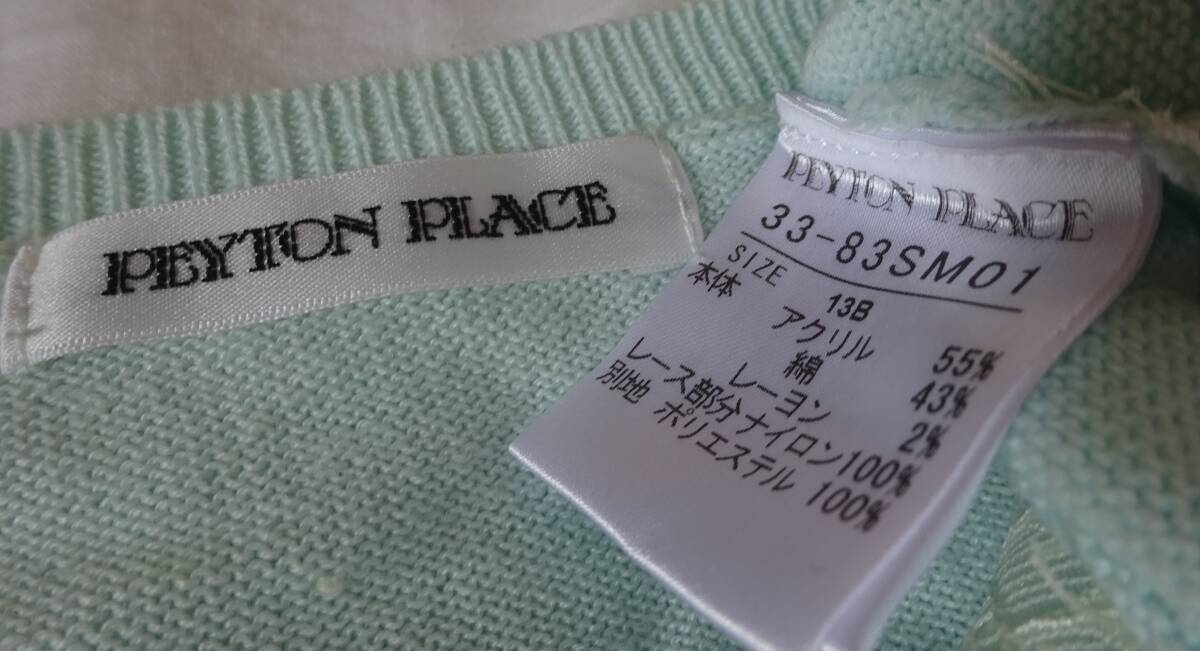 PEYTON PLACE
PEYTON PLACE
33-83SM01
SIZE 13B
本体 アクリル 55%
綿 43%
レーヨン 2%
レース部分ナイロン100%
別地 ポリエステル 100%